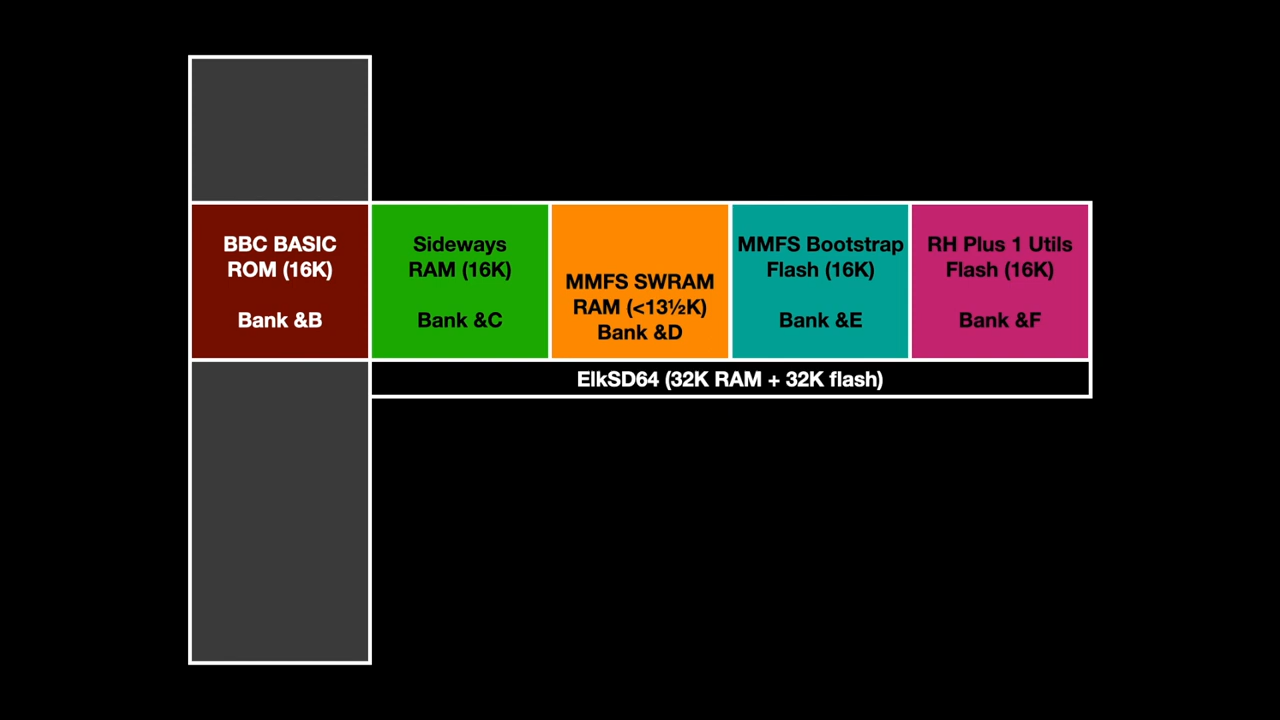 BBC BASIC
ROM (16K)
Bank &B
Sideways
RAM (16K)
Bank &C
MMFS SWRAM
RAM (<13½K)
Bank &D
MMFS Bootstrap
Flash (16K)
Bank &E
RH Plus 1 Utils
Flash (16K)
Bank &F
ElkSD64 (32K RAM + 32K flash)